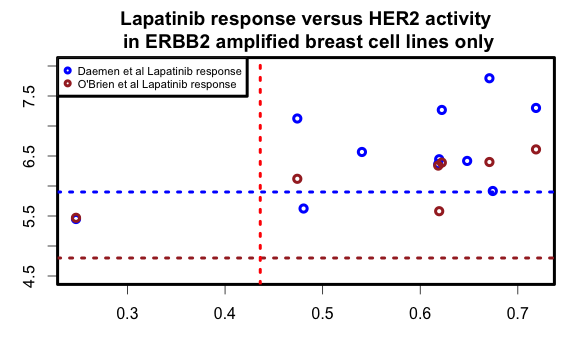 Lapatinib response versus HER2 activity
in ERBB2 amplified breast cell lines only
Daemen et al Lapatinib response
O'Brien et al Lapatinib response
7.5
6.5
5.5
4.5
0.3 0.4 0.5 0.6 0.7